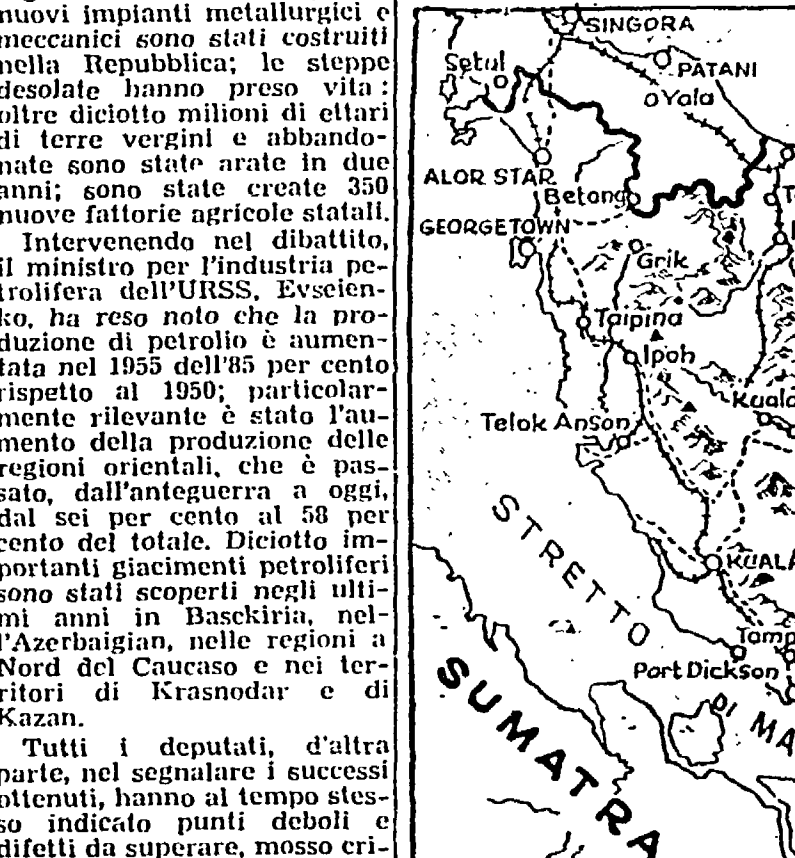 nuovi impianti metallurgici e
meccanici sono stati costruiti
nella Repubblica; le steppe
desolate hanno preso vita:
oltre diciotto milioni di ettari
di terre vergini e abbando-
nate sono state arate in due
anni; sono state create 350
nuove fattorie agricole statali.
Intervenendo nel dibattito,
il ministro per l'industria pe-
trolifera dell'URSS, Evseien-
ko, ha reso noto che la pro-
duzione di petrolio è aumen-
tata nel 1955 dell'85 per cento
rispetto al 1950; particolar-
mente rilevante è stato l'au-
mento della produzione delle
regioni orientali, che è pas-
sato, dall'anteguerra a oggi,
dal sei per cento al 58 per
cento del totale. Diciotto im-
portanti giacimenti petroliferi
sono stati scoperti negli ulti-
mi anni in Basckiria, nel-
l'Azerbaigian, nelle regioni a
Nord del Caucaso e nei ter-
ritori di Krasnodar e di
Kazan.
Tutti i deputati, d'altra
parte, nel segnalare i successi
ottenuti, hanno al tempo stes-
so indicato punti deboli e
difetti da superare, mosso cri-
SINGORA
Setul
PATANI
Yala
ALOR STAR
Betong
GEORGETOWN
Grik
Taipina
Ipoh
Kuala
Telok Anson
STRETTO
KUALA
Tamp
Port Dickson
DI MA
SUMATRA